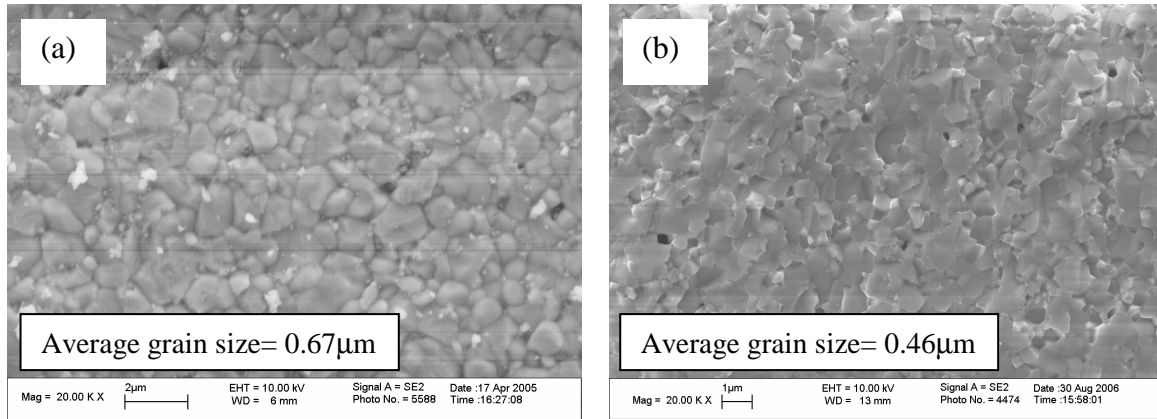 (a)
Average grain size= 0.67μm
Mag = 20.00 K X
2μm
EHT = 10.00 kV
WD = 6 mm
Signal A = SE2
Photo No. = 5588
Date :17 Apr 2005
Time :16:27:08
(b)
Average grain size= 0.46μm
Mag = 20.00 K X
1μm
EHT = 10.00 kV
WD = 13 mm
Signal A = SE2
Photo No. = 4474
Date :30 Aug 2006
Time :15:58:01